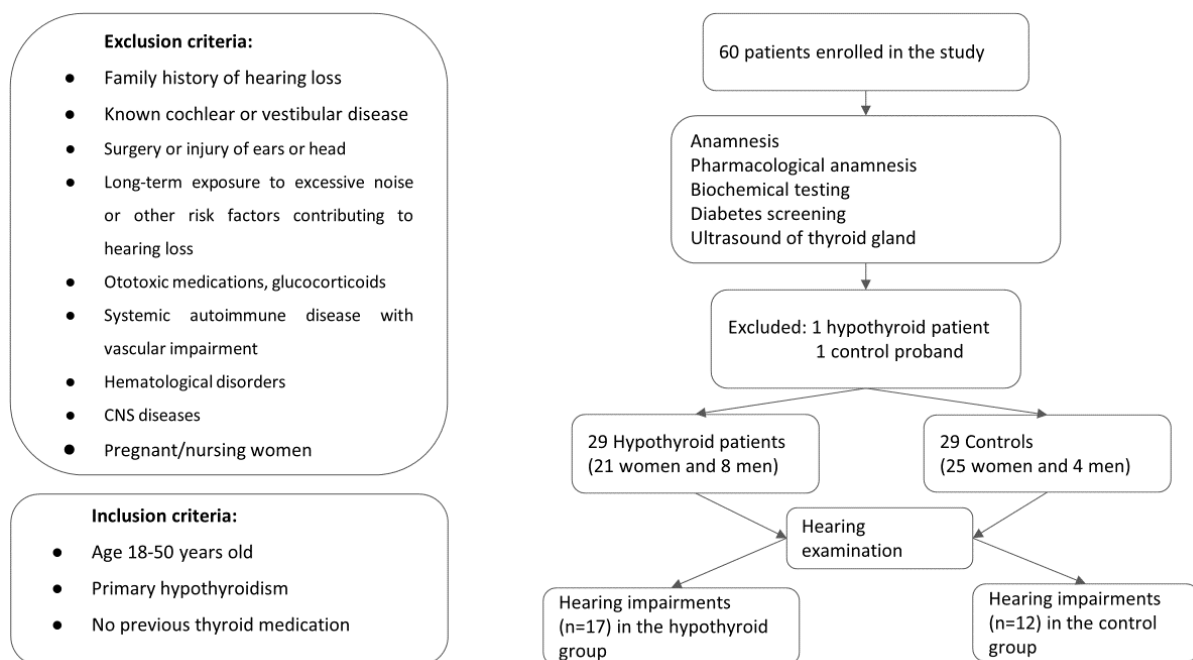 Exclusion criteria:
● Family history of hearing loss
● Known cochlear or vestibular disease
● Surgery or injury of ears or head
● Long-term exposure to excessive noise
or other risk factors contributing to
hearing loss
● Ototoxic medications, glucocorticoids
● Systemic autoimmune disease with
vascular impairment
● Hematological disorders
● CNS diseases
● Pregnant/nursing women
Inclusion criteria:
● Age 18-50 years old
● Primary hypothyroidism
● No previous thyroid medication
60 patients enrolled in the study
Anamnesis
Pharmacological anamnesis
Biochemical testing
Diabetes screening
Ultrasound of thyroid gland
Excluded: 1 hypothyroid patient
1 control proband
29 Hypothyroid patients
(21 women and 8 men)
29 Controls
(25 women and 4 men)
Hearing
examination
Hearing impairments
(n=17) in the hypothyroid
group
Hearing impairments
(n=12) in the control
group